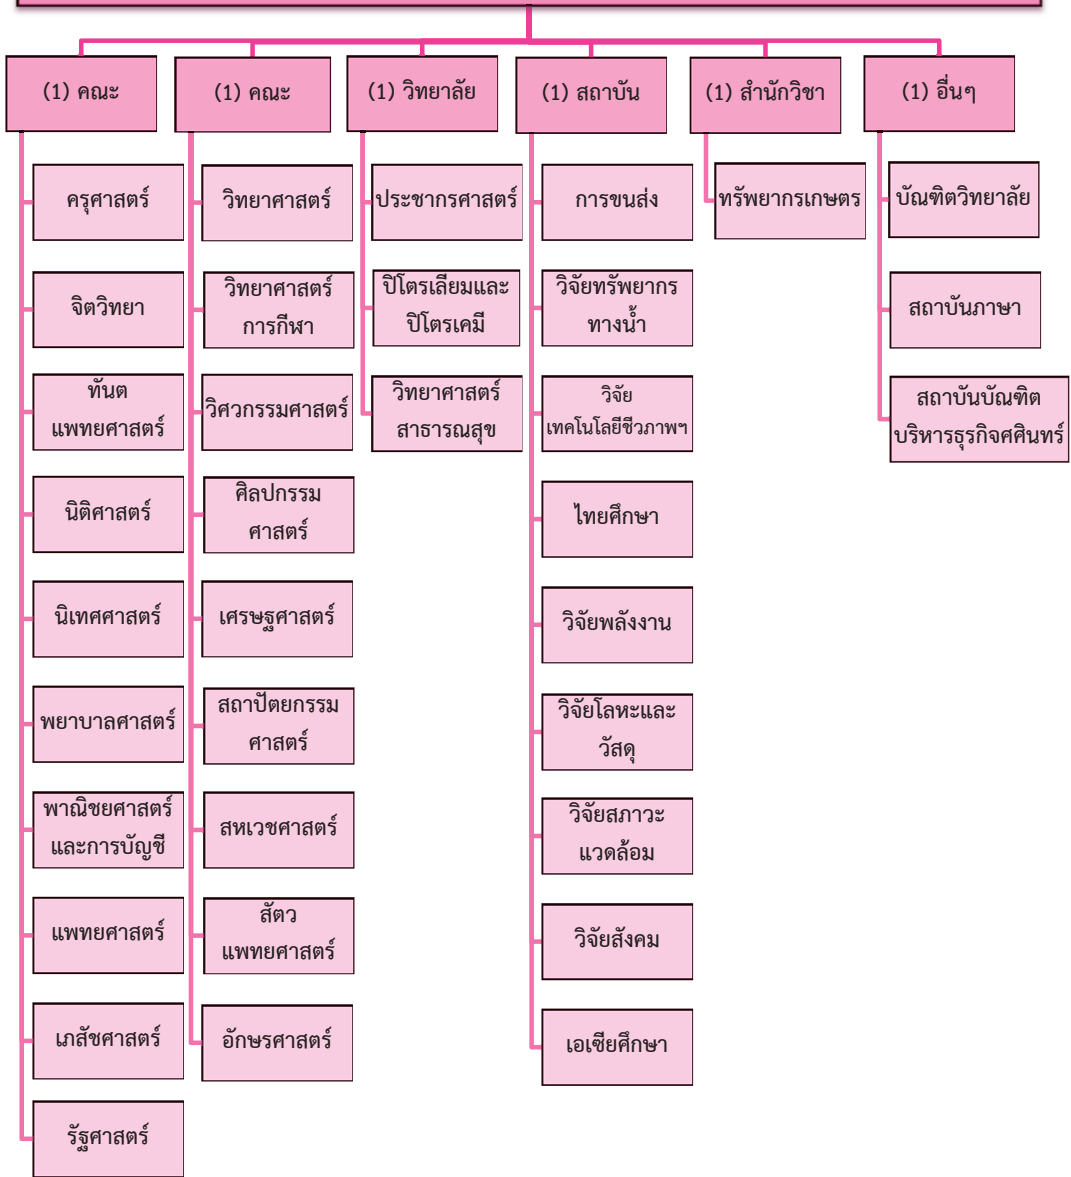 (1) คณะ
ครุศาสตร์
จิตวิทยา
ทันต
แพทยศาสตร์
นิติศาสตร์
นิเทศศาสตร์
พยาบาลศาสตร์
พาณิชยศาสตร์
และการบัญชี
แพทยศาสตร์
เภสัชศาสตร์
รัฐศาสตร์
(1) คณะ
วิทยาศาสตร์
วิทยาศาสตร์
การกีฬา
วิศวกรรมศาสตร์
ศิลปกรรม
ศาสตร์
เศรษฐศาสตร์
สถาปัตยกรรม
ศาสตร์
สหเวชศาสตร์
สัตว
แพทยศาสตร์
อักษรศาสตร์
(1) วิทยาลัย
ประชากรศาสตร์
ปิโตรเลียมและ
ปิโตรเคมี
วิทยาศาสตร์
สาธารณสุข
(1) สถาบัน
การขนส่ง
วิจัยทรัพยากร
ทางน้ำ
วิจัย
เทคโนโลยีชีวภาพฯ
ไทยศึกษา
วิจัยพลังงาน
วิจัยโลหะและ
วัสดุ
วิจัยสภาวะ
แวดล้อม
วิจัยสังคม
เอเชียศึกษา
(1) สำนักวิชา
ทรัพยากรเกษตร
(1) อื่นๆ
บัณฑิตวิทยาลัย
สถาบันภาษา
สถาบันบัณฑิต
บริหารธุรกิจศศินทร์